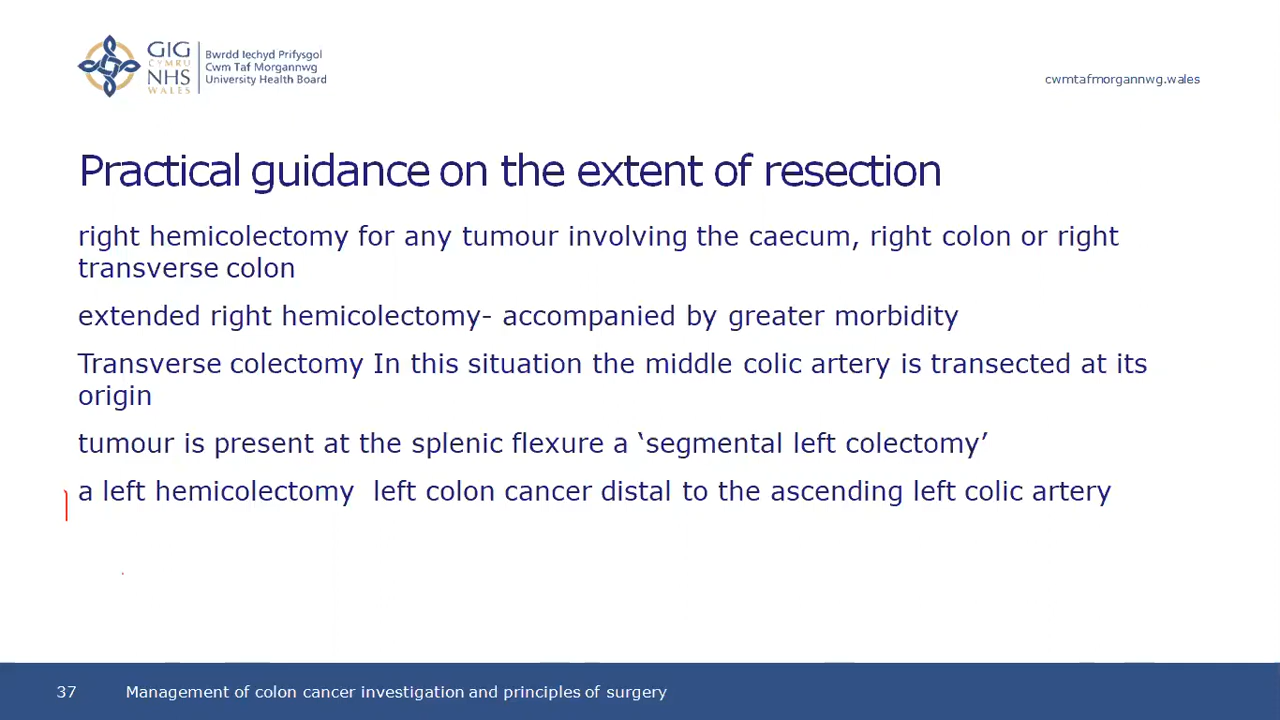 GIG
CYMRU
NHS
WALES
Bwrdd Iechyd Prifysgol
Cwm Taf Morgannwg
University Health Board
cwmtafmorgannwg.wales
Practical guidance on the extent of resection
right hemicolectomy for any tumour involving the caecum, right colon or right
transverse colon
extended right hemicolectomy- accompanied by greater morbidity
Transverse colectomy In this situation the middle colic artery is transected at its
origin
tumour is present at the splenic flexure a ‘segmental left colectomy’
a left hemicolectomy  left colon cancer distal to the ascending left colic artery
37 Management of colon cancer investigation and principles of surgery